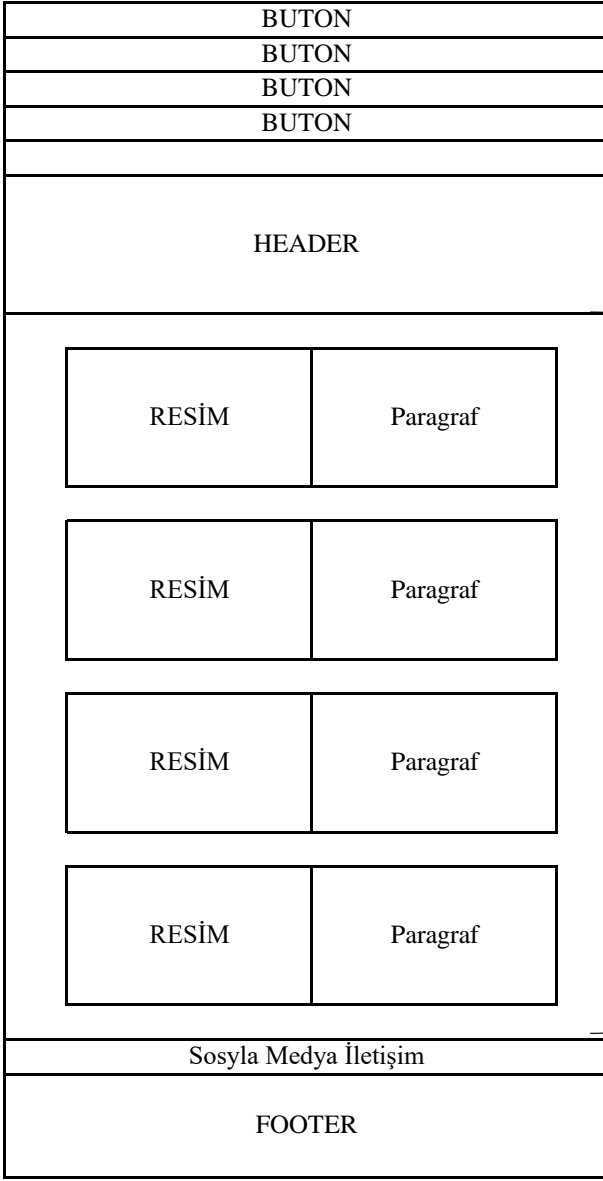 BUTON
BUTON
BUTON
BUTON
HEADER
RESİM Paragraf
RESİM Paragraf
RESİM Paragraf
RESİM Paragraf
Sosyla Medya İletişim
FOOTER